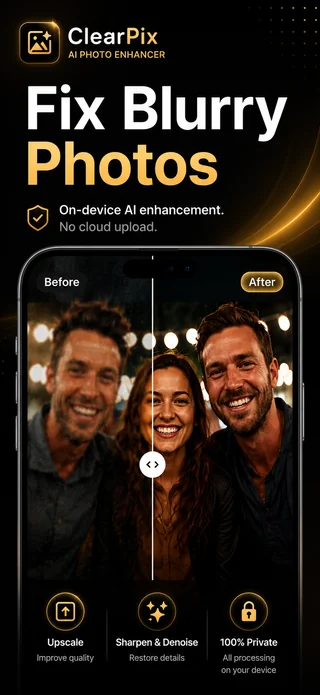 ClearPix
AI PHOTO ENHANCER
Fix Blurry
Photos
On-device AI enhancement.
No cloud upload.
Before
After
Upscale
Improve quality
Sharpen & Denoise
Restore details
100% Private
All processing
on your device